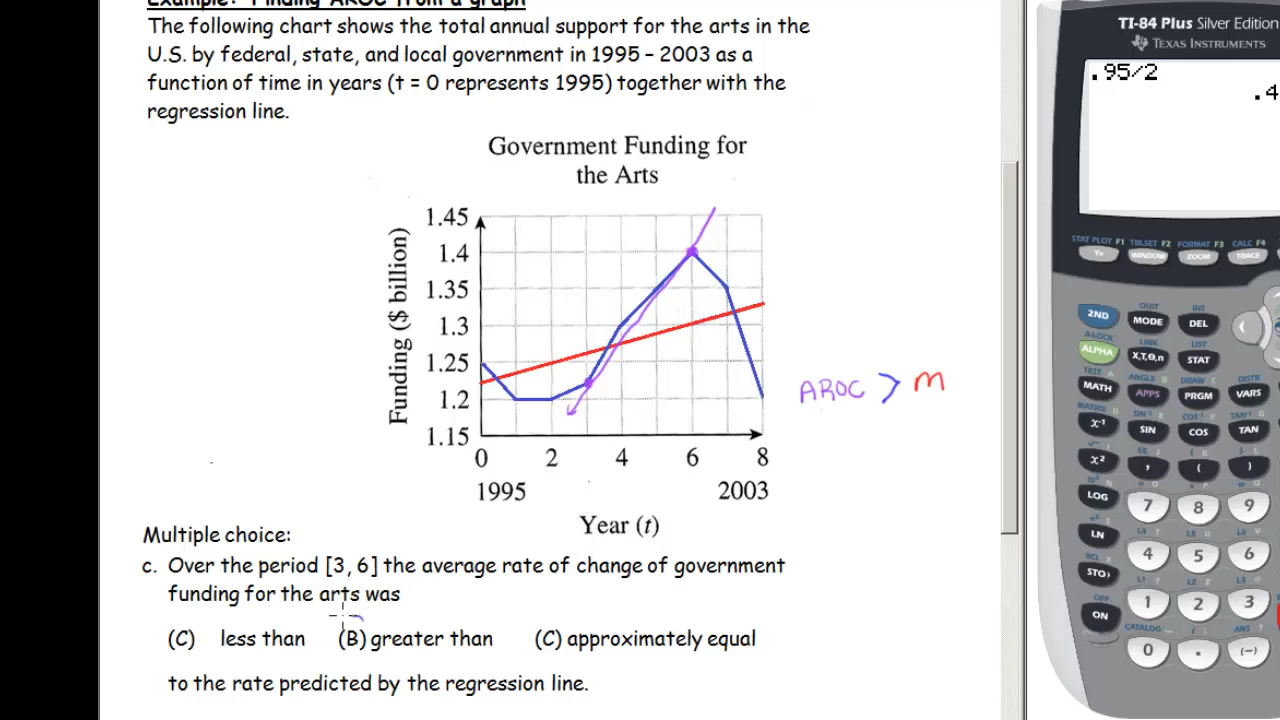 Example: Finding AROC from a graph
The following chart shows the total annual support for the arts in the
U.S. by federal, state, and local government in 1995 – 2003 as a
function of time in years (t = 0 represents 1995) together with the
regression line.
Government Funding for
the Arts
Funding ($ billion)
1.45
1.4
1.35
1.3
1.25
1.2
1.15
0 2 4 6 8
1995 2003
Year (t)
AROC > m
Multiple choice:
c. Over the period [3, 6] the average rate of change of government
funding for the arts was
(C) less than (B) greater than (C) approximately equal
to the rate predicted by the regression line.
TI-84 Plus Silver Edition
TEXAS INSTRUMENTS
.95/2
.4
STAT PLOT F1 TBLSET F2 FORMAT F3 CALC F4
Y= WINDOW ZOOM TRACE
QUIT INS
2ND MODE DEL
A-LOCK LINK LIST
ALPHA X,T,Θ,n STAT
TEST A ANGLE B DRAW C DISTR
MATH APPS PRGM VARS
MATRIX D SIN⁻¹ E COS⁻¹ F TAN⁻¹ G
x⁻¹ SIN COS TAN
x² , ( )
LOG 7 8 9
LN 4 5 6
RCL X
STO▸ 1 2 3
OFF CATALOG i ANS
ON 0 . (−)